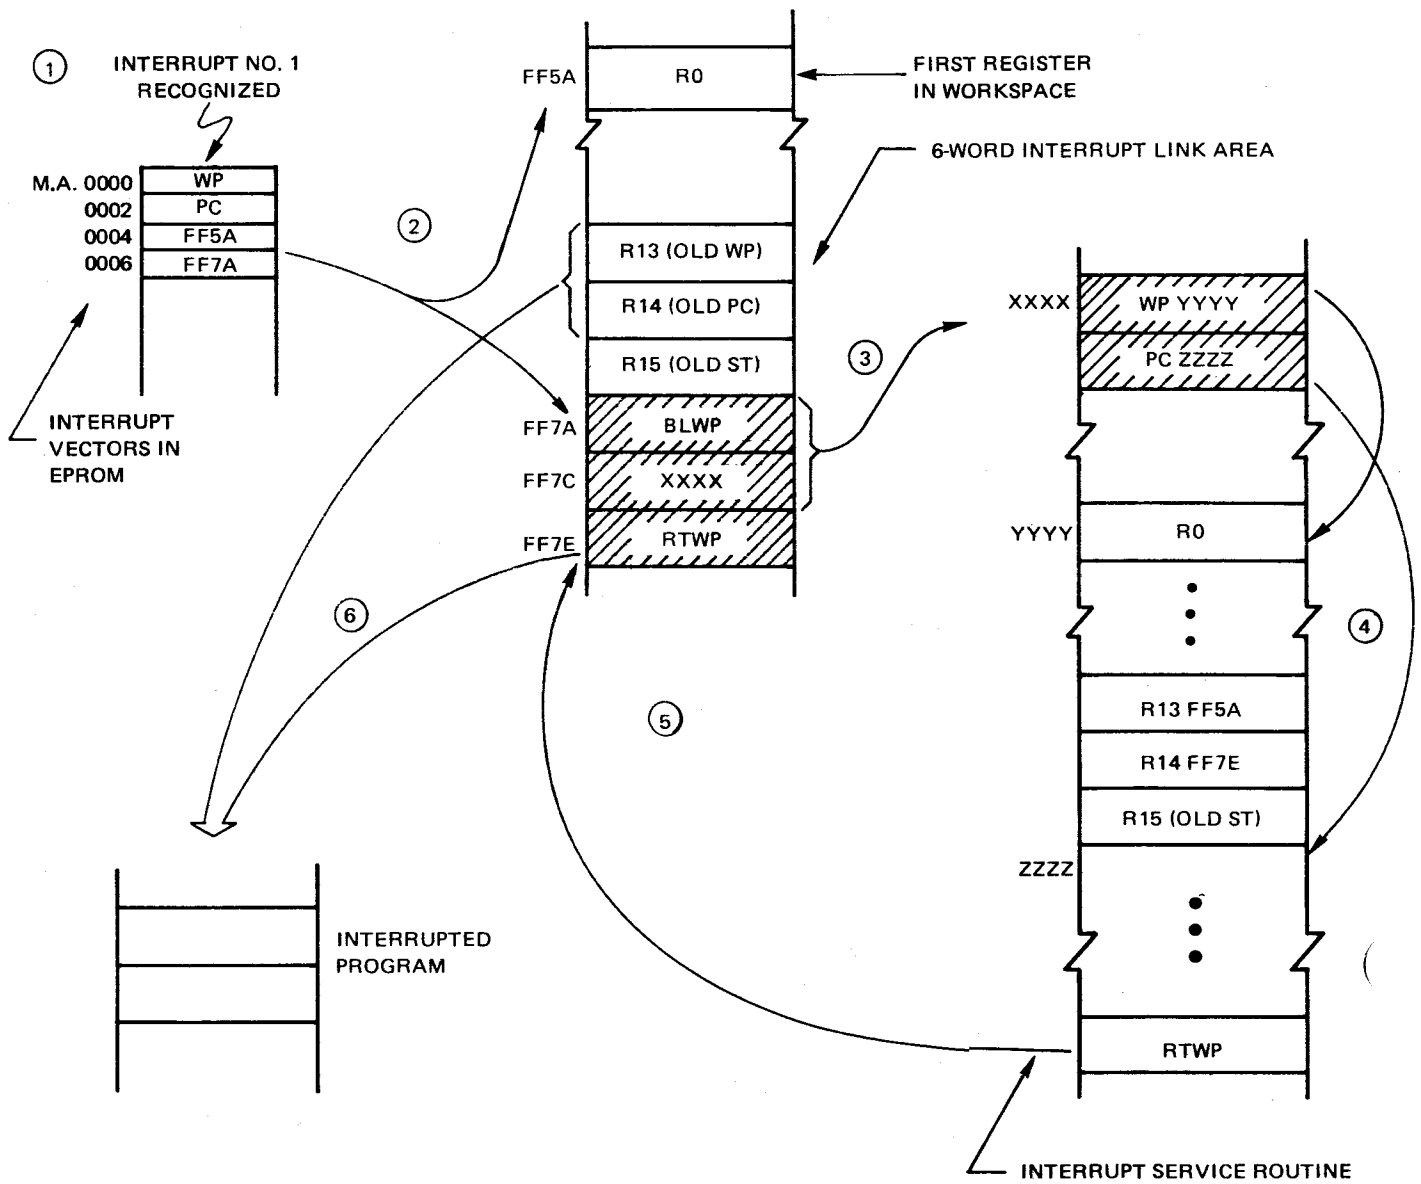 1
INTERRUPT NO. 1
RECOGNIZED
M.A. 0000 WP
0002 PC
0004 FF5A
0006 FF7A
INTERRUPT
VECTORS IN
EPROM
2
FF5A R0
FIRST REGISTER
IN WORKSPACE
6-WORD INTERRUPT LINK AREA
R13 (OLD WP)
R14 (OLD PC)
R15 (OLD ST)
FF7A BLWP
FF7C XXXX
FF7E RTWP
3
XXXX WP YYYY
PC ZZZZ
YYYY R0
4
R13 FF5A
R14 FF7E
R15 (OLD ST)
ZZZZ
RTWP
INTERRUPT SERVICE ROUTINE
5
6
INTERRUPTED
PROGRAM